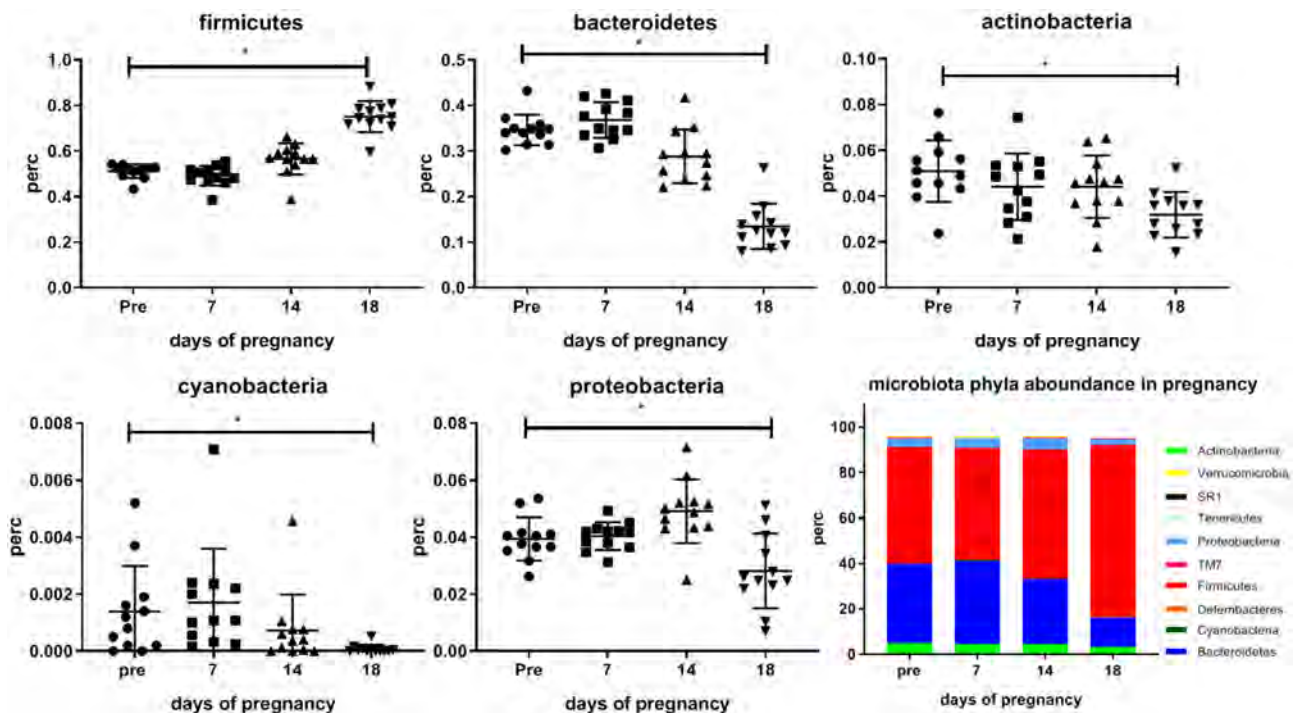 firmicutes
*
1.0
0.8
0.6
0.4
0.2
0.0
perc
Pre 7 14 18
days of pregnancy
bacteroidetes
*
0.5
0.4
0.3
0.2
0.1
0.0
perc
Pre 7 14 18
days of pregnancy
actinobacteria
*
0.10
0.08
0.06
0.04
0.02
0.00
perc
Pre 7 14 18
days of pregnancy
cyanobacteria
*
0.008
0.006
0.004
0.002
0.000
perc
Pre 7 14 18
days of pregnancy
proteobacteria
*
0.08
0.06
0.04
0.02
0.00
perc
Pre 7 14 18
days of pregnancy
microbiota phyla aboundance in pregnancy
100
80
60
40
20
0
perc
pre 7 14 18
days of pregnancy
Actinobacteria
Verrucomicrobia
SR1
Tenericutes
Proteobacteria
TM7
Firmicutes
Deferribacteres
Cyanobacteria
Bacteroidetes